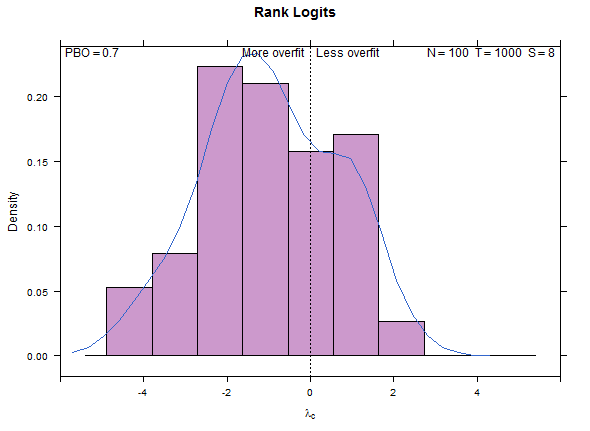 Rank Logits
PBO = 0.7 More overfit Less overfit N = 100 T = 1000 S = 8
0.20
0.15
0.10
0.05
0.00
Density
-4 -2 0 2 4
λc